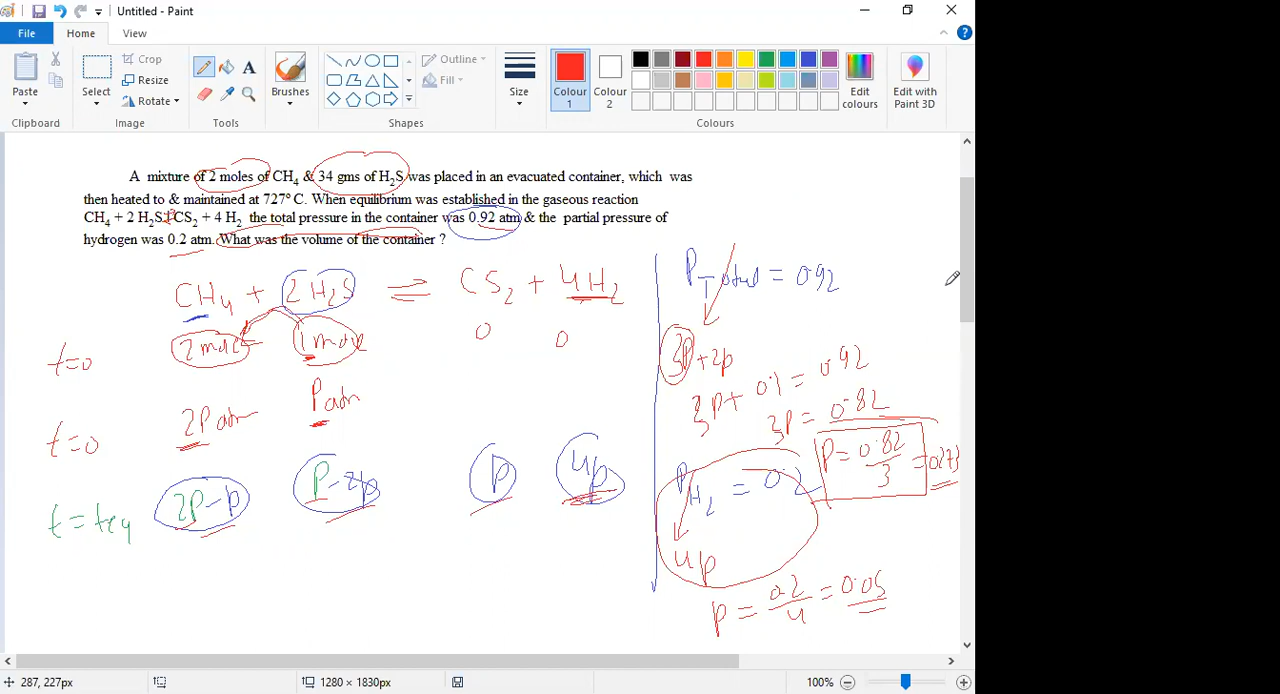 Untitled - Paint
File Home View
Paste
Clipboard
Select
Crop
Resize
Rotate
Image
A
Tools
Brushes
Outline
Fill
Shapes
Size
Colour
1
Colour
2
Edit
colours
Edit with
Paint 3D
Colours
A mixture of 2 moles of CH4 & 34 gms of H2S was placed in an evacuated container, which was
then heated to & maintained at 727° C. When equilibrium was established in the gaseous reaction
CH4 + 2 H2S ⇌ CS2 + 4 H2 the total pressure in the container was 0.92 atm & the partial pressure of
hydrogen was 0.2 atm. What was the volume of the container ?
CH4 + 2H2S ⇌ CS2 + 4H2
t=0 2 mole 1 mole 0 0
t=0 2P atm P atm
t=teq 2P-p P-2p p 4p
PTotal = 0.92
3P+2p
3P+ 0.1 = 0.92
3P = 0.82
P = 0.82/3 = 0.273
PH2 = 0.2
4p
p = 0.2/4 = 0.05
287, 227px
1280 × 1830px
100%